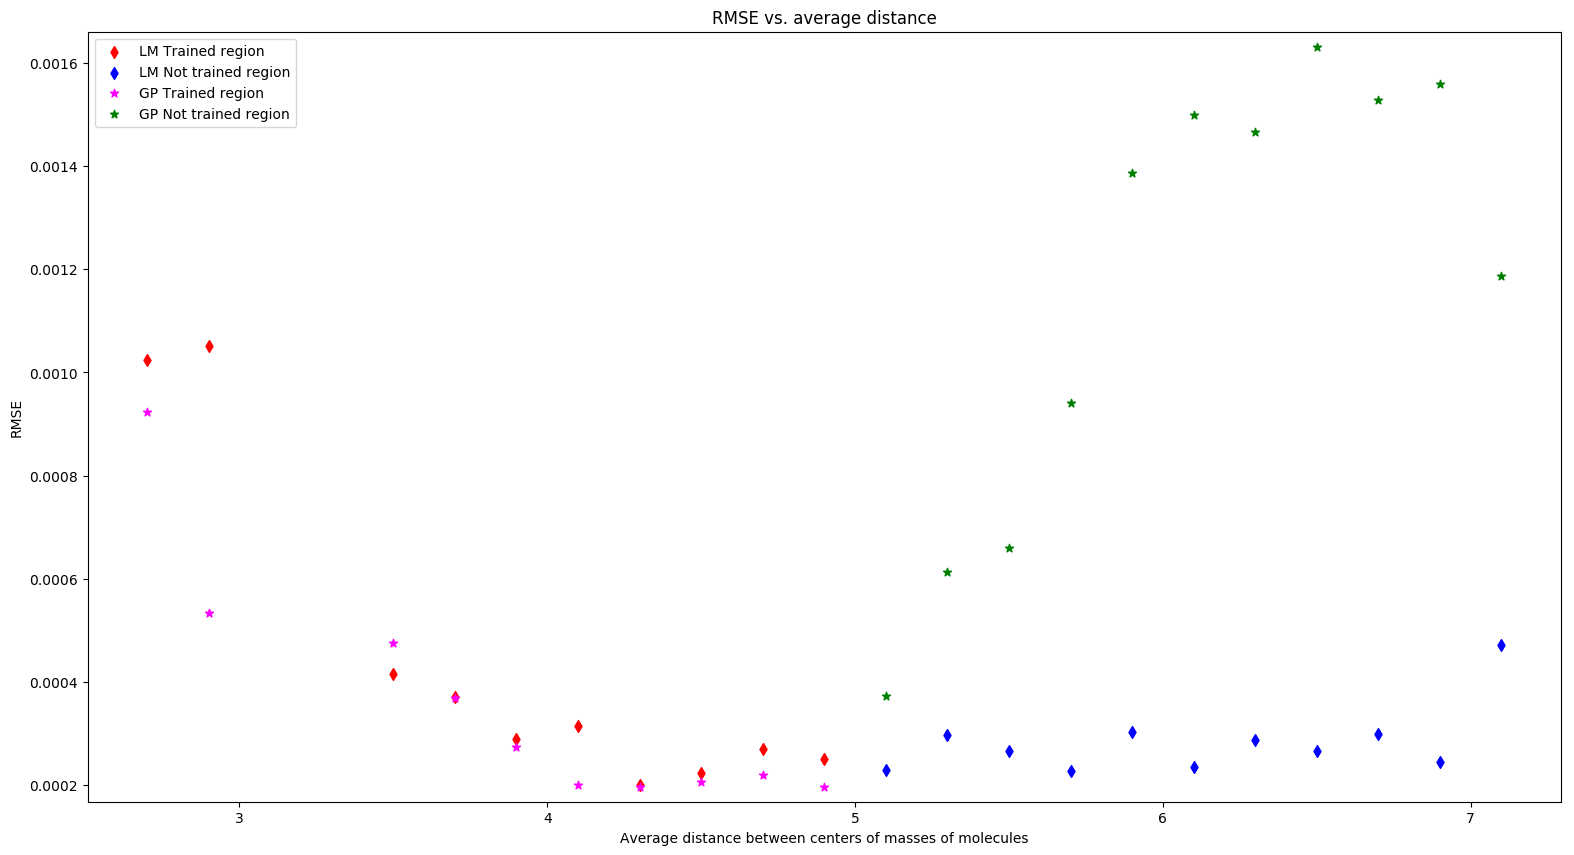 RMSE vs. average distance
LM Trained region
LM Not trained region
GP Trained region
GP Not trained region
0.0016
0.0014
0.0012
0.0010
0.0008
0.0006
0.0004
0.0002
RMSE
3 4 5 6 7
Average distance between centers of masses of molecules